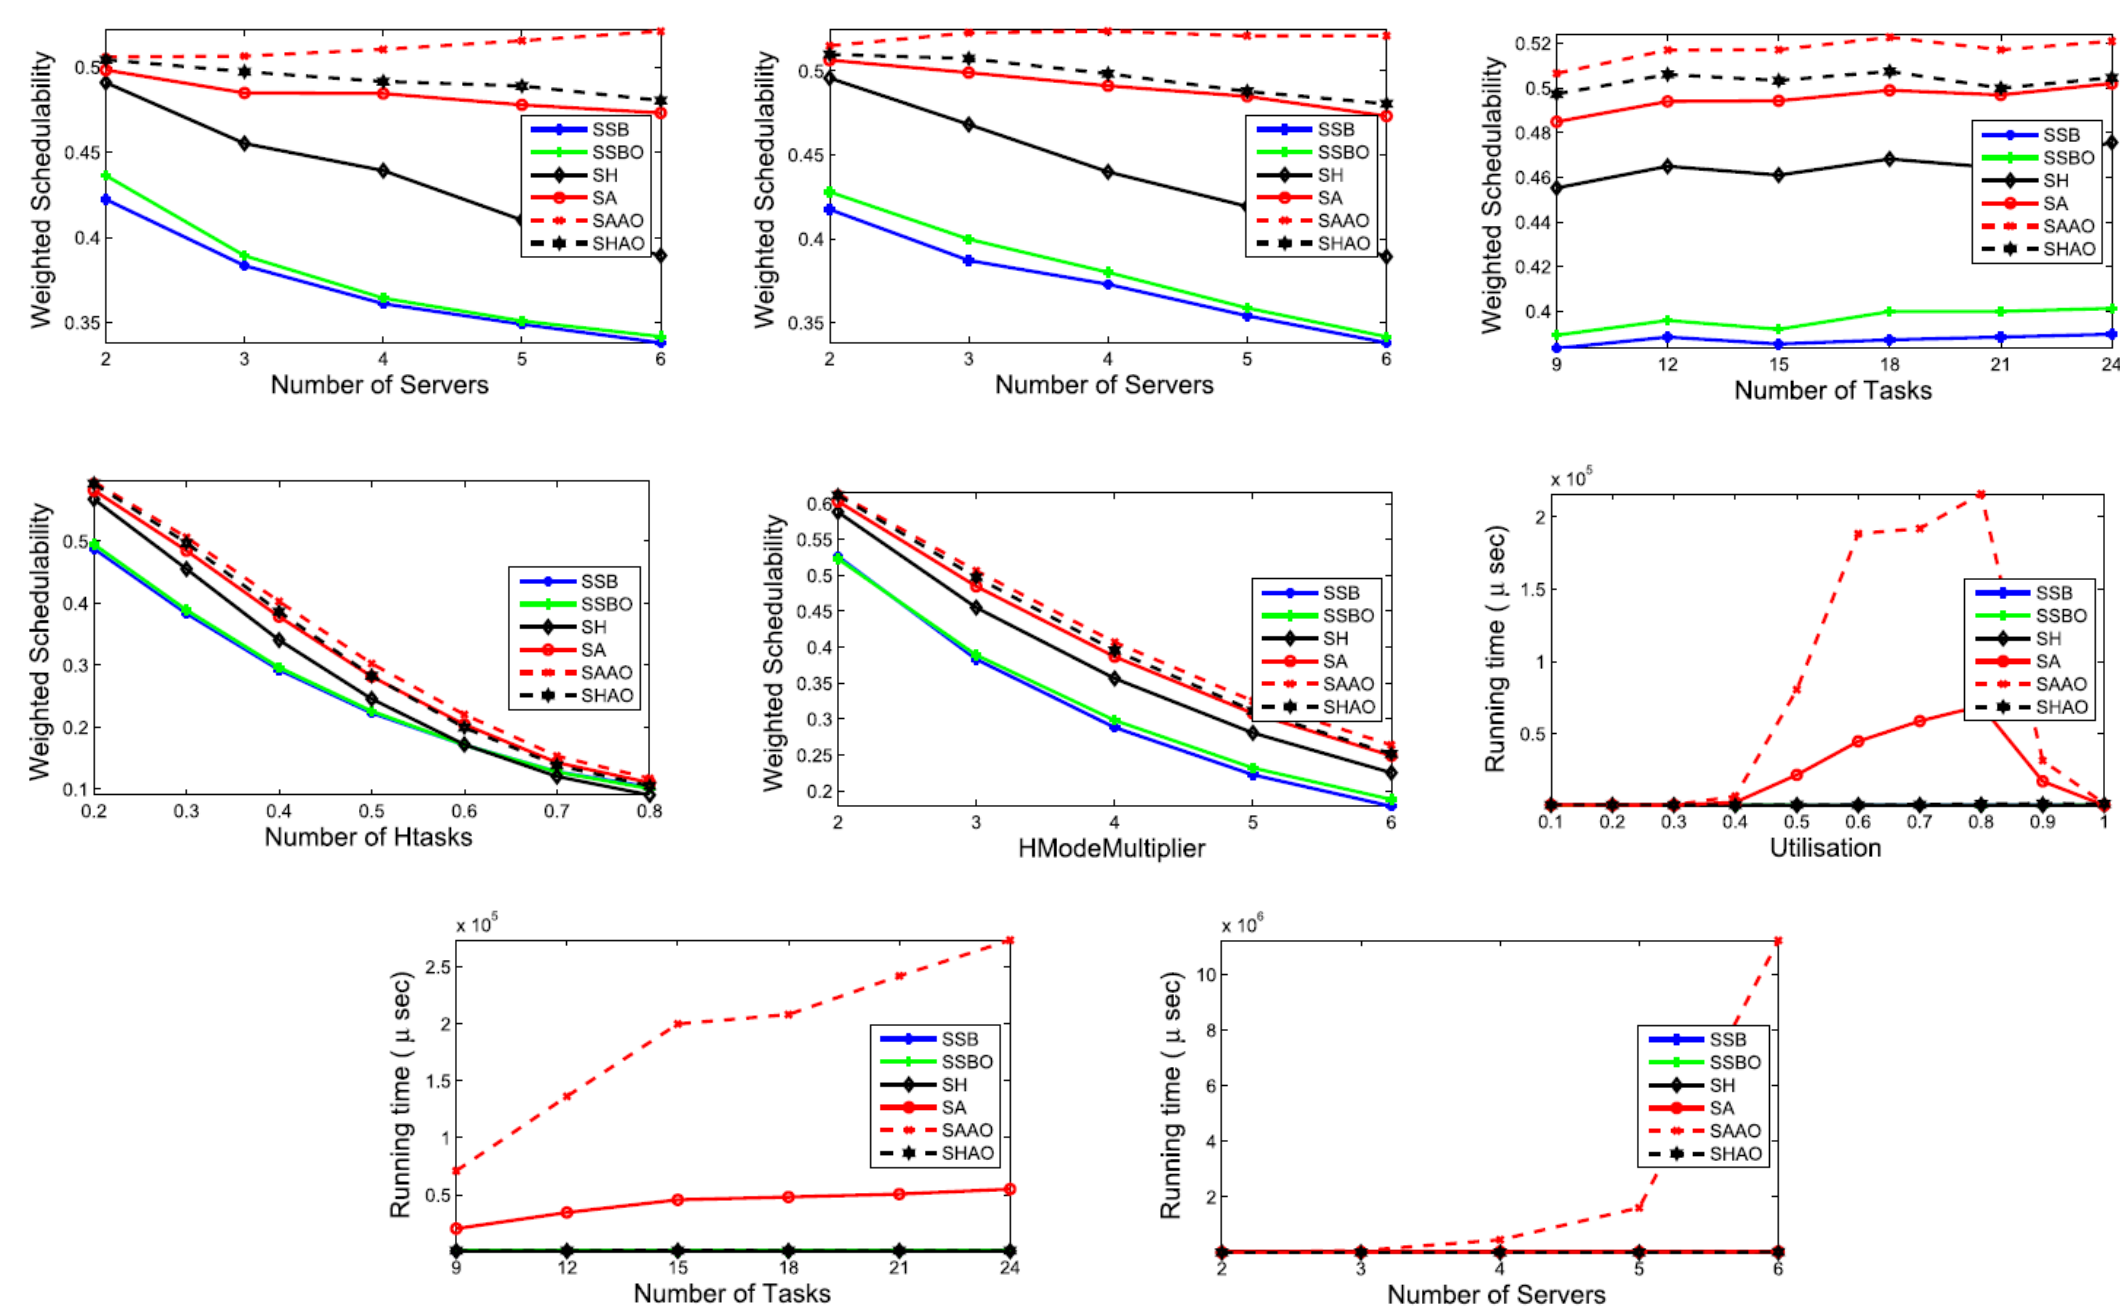 Weighted Schedulability
0.5
0.45
0.4
0.35
2 3 4 5 6
Number of Servers
SSB
SSBO
SH
SA
SAAO
SHAO
Weighted Schedulability
0.5
0.45
0.4
0.35
2 3 4 5 6
Number of Servers
SSB
SSBO
SH
SA
SAAO
SHAO
Weighted Schedulability
0.52
0.5
0.48
0.46
0.44
0.42
0.4
9 12 15 18 21 24
Number of Tasks
SSB
SSBO
SH
SA
SAAO
SHAO
Weighted Schedulability
0.5
0.4
0.3
0.2
0.1
0.2 0.3 0.4 0.5 0.6 0.7 0.8
Number of Htasks
SSB
SSBO
SH
SA
SAAO
SHAO
Weighted Schedulability
0.6
0.55
0.5
0.45
0.4
0.35
0.3
0.25
0.2
2 3 4 5 6
HModeMultiplier
SSB
SSBO
SH
SA
SAAO
SHAO
x 10^5
Running time ( μ sec)
2
1.5
1
0.5
0.1 0.2 0.3 0.4 0.5 0.6 0.7 0.8 0.9 1
Utilisation
SSB
SSBO
SH
SA
SAAO
SHAO
x 10^5
Running time ( μ sec)
2.5
2
1.5
1
0.5
9 12 15 18 21 24
Number of Tasks
SSB
SSBO
SH
SA
SAAO
SHAO
x 10^6
Running time ( μ sec)
10
8
6
4
2
2 3 4 5 6
Number of Servers
SSB
SSBO
SH
SA
SAAO
SHAO